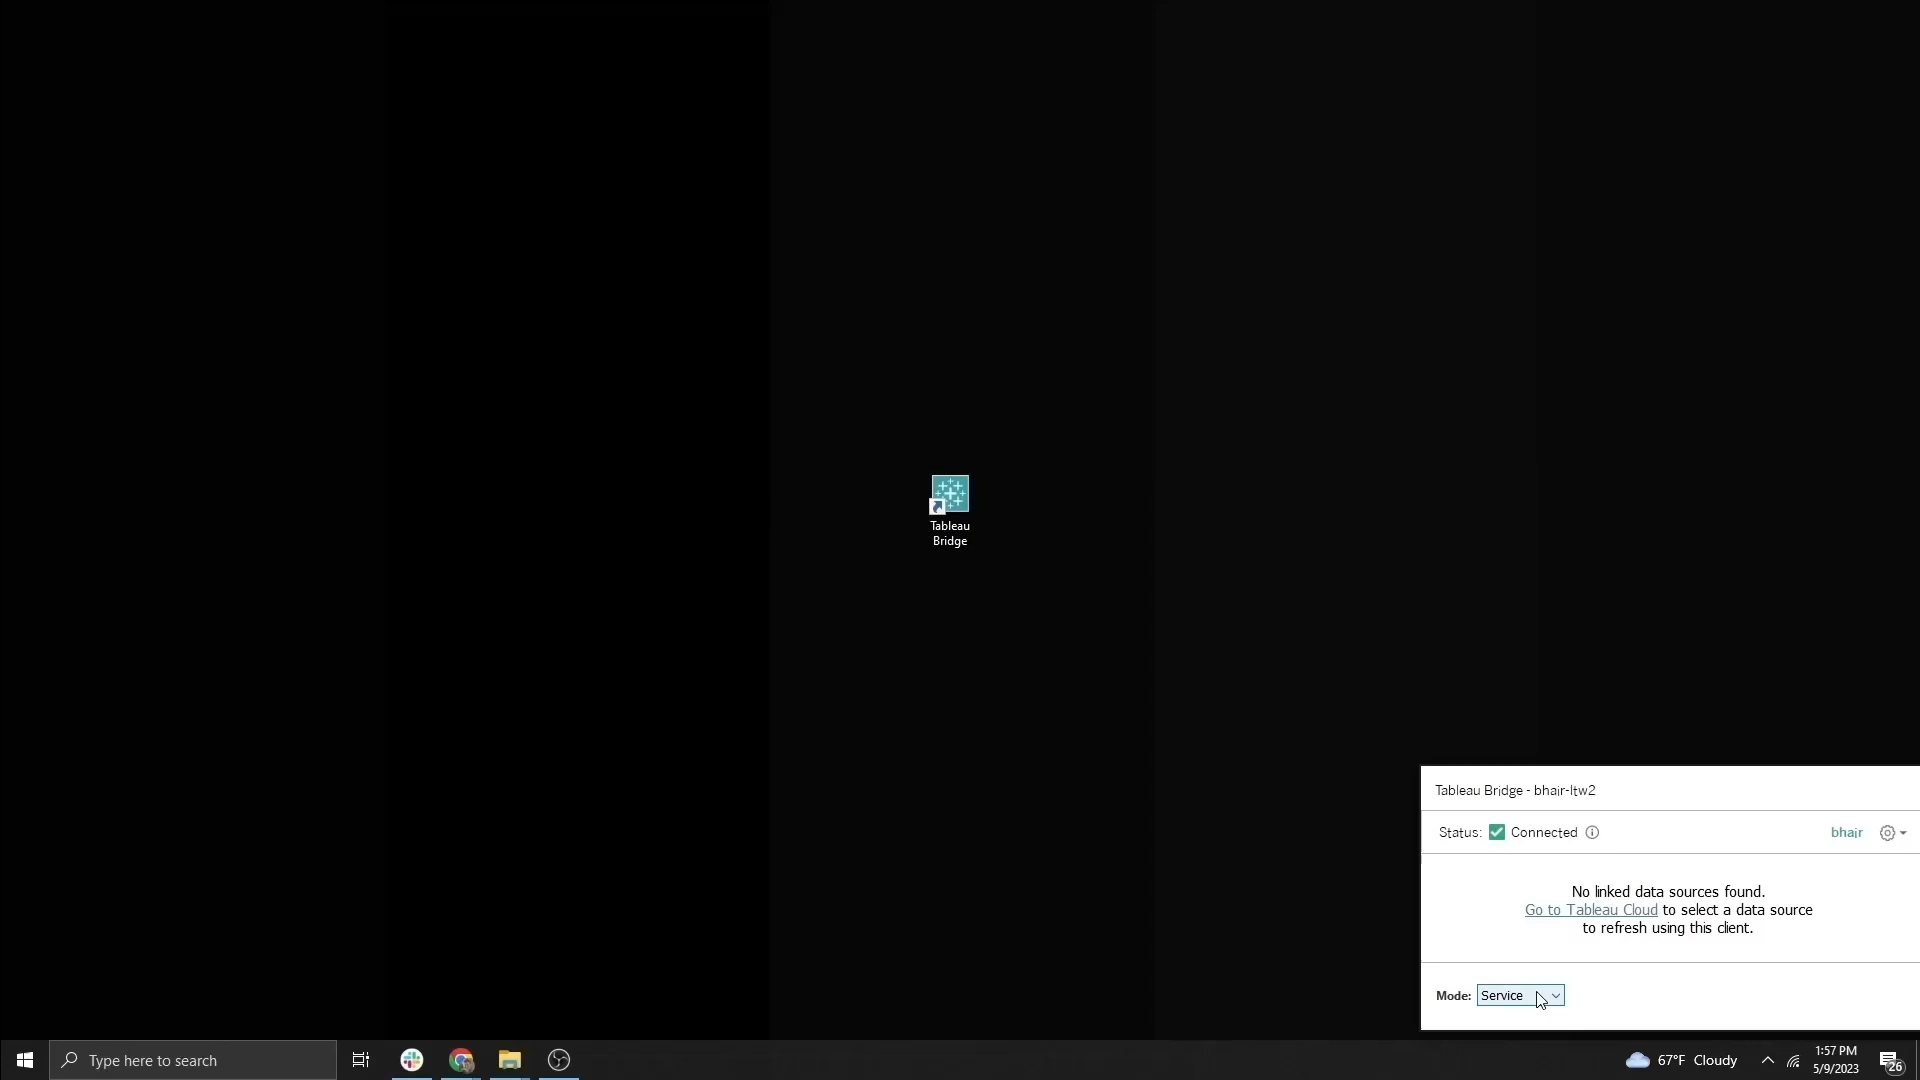 Tableau
Bridge
Tableau Bridge - bhair-ltw2
Status: Connected
bhair
No linked data sources found.
Go to Tableau Cloud to select a data source
to refresh using this client.
Mode: Service
Type here to search
67°F Cloudy
1:57 PM
5/9/2023
26